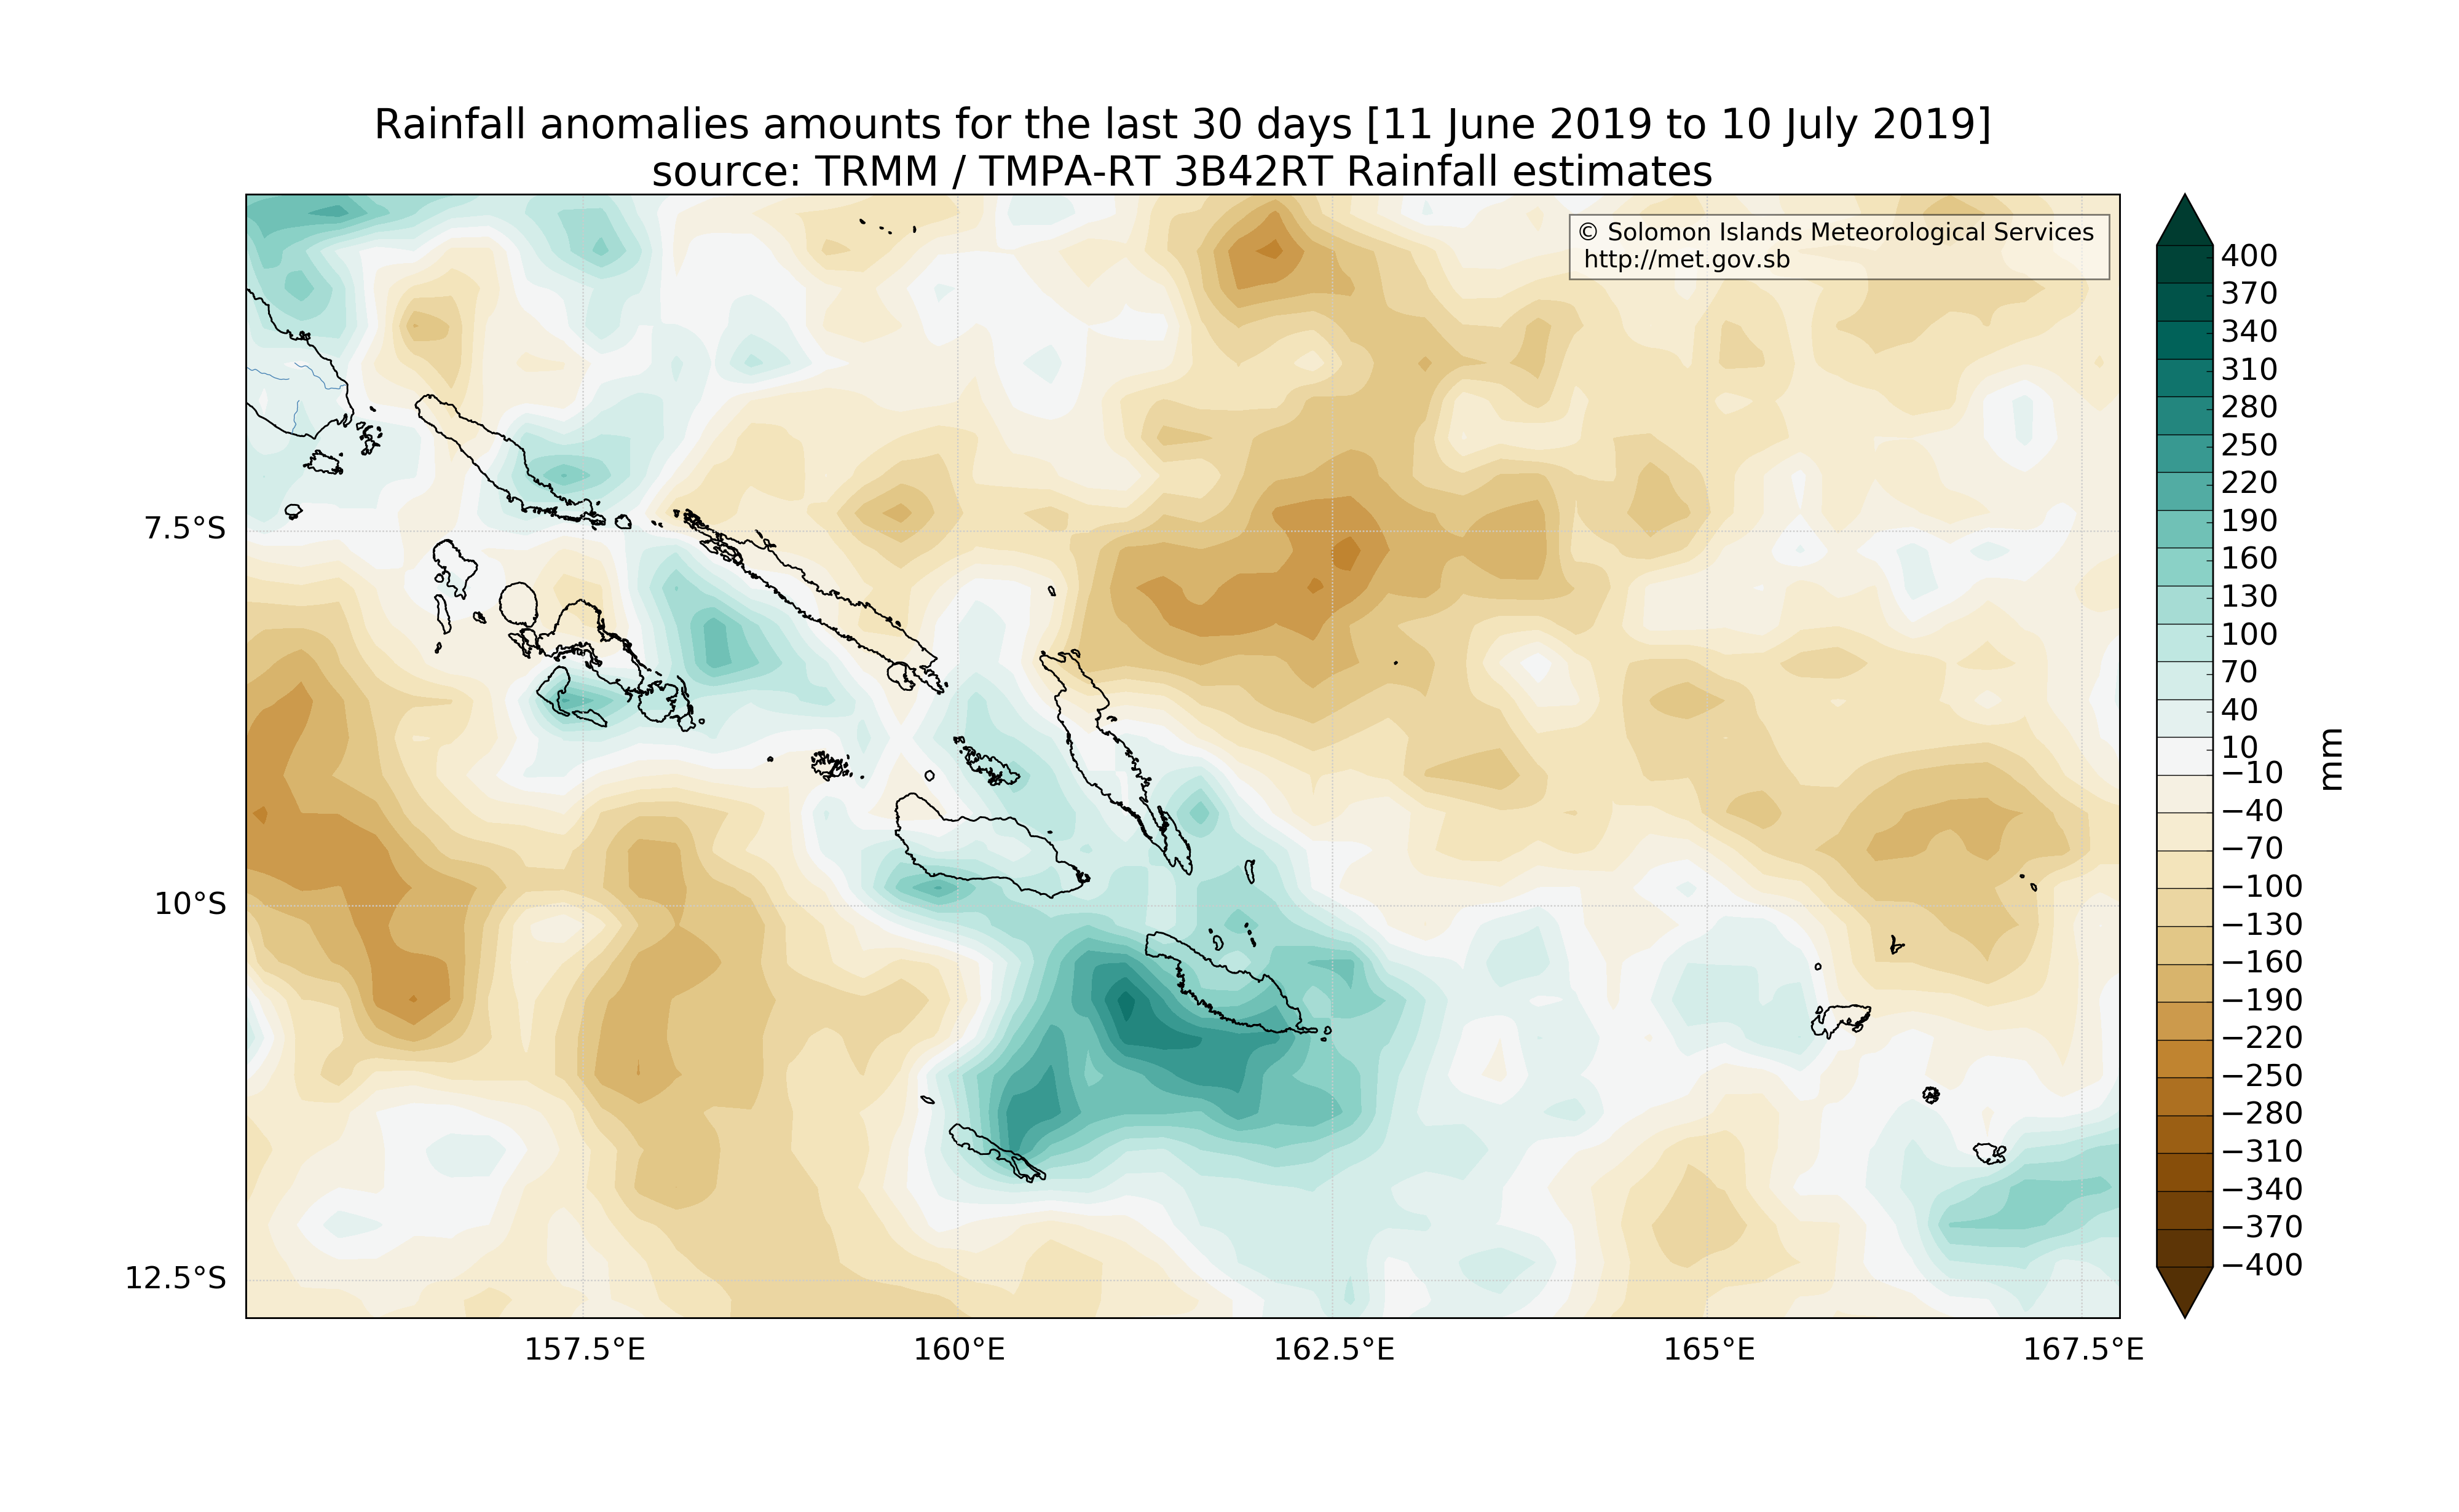 Rainfall anomalies amounts for the last 30 days [11 June 2019 to 10 July 2019]
source: TRMM / TMPA-RT 3B42RT Rainfall estimates
© Solomon Islands Meteorological Services
http://met.gov.sb
7.5°S
10°S
12.5°S
157.5°E
160°E
162.5°E
165°E
167.5°E
400
370
340
310
280
250
220
190
160
130
100
70
40
10
−10
−40
−70
−100
−130
−160
−190
−220
−250
−280
−310
−340
−370
−400
mm